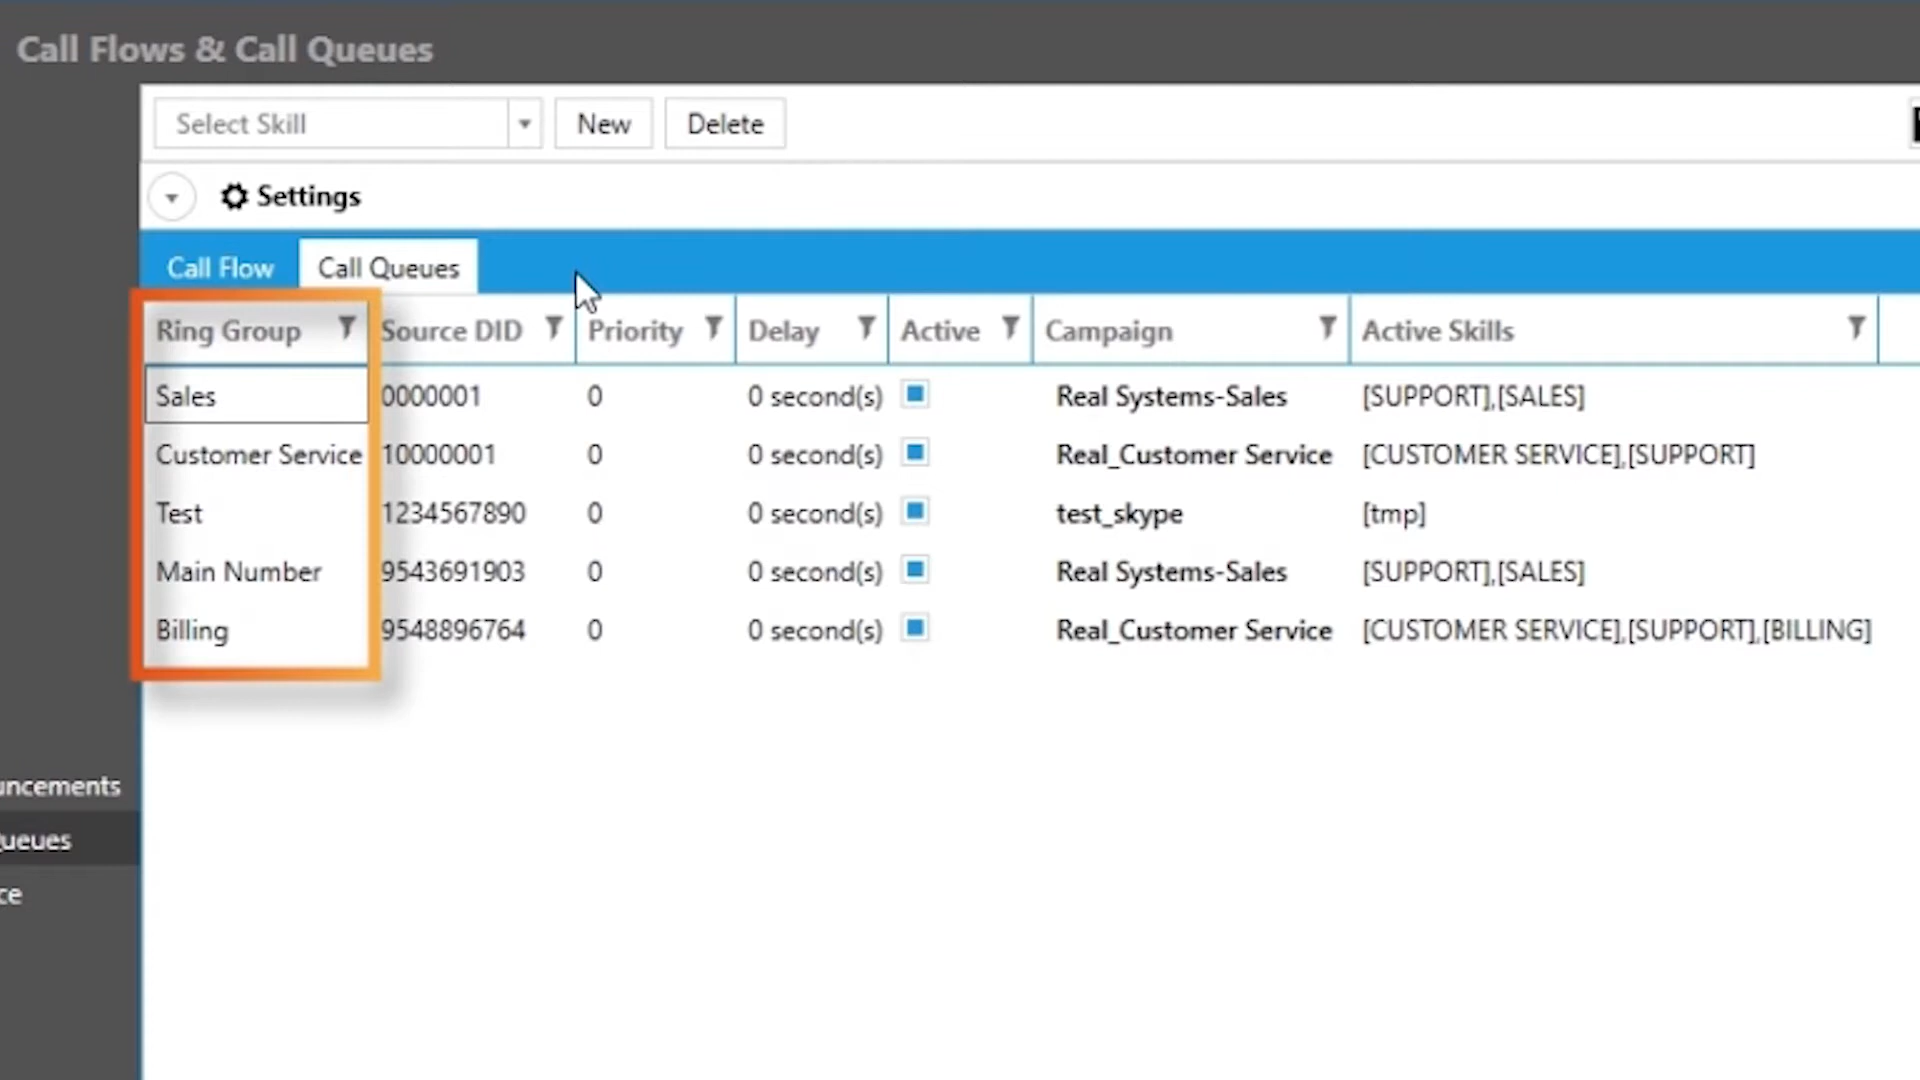 Call Flows & Call Queues
Select Skill New Delete
Settings
Call Flow Call Queues
Ring Group Source DID Priority Delay Active Campaign Active Skills
Sales 0000001 0 0 second(s) Real Systems-Sales [SUPPORT],[SALES]
Customer Service 10000001 0 0 second(s) Real_Customer Service [CUSTOMER SERVICE],[SUPPORT]
Test 1234567890 0 0 second(s) test_skype [tmp]
Main Number 9543691903 0 0 second(s) Real Systems-Sales [SUPPORT],[SALES]
Billing 9548896764 0 0 second(s) Real_Customer Service [CUSTOMER SERVICE],[SUPPORT],[BILLING]
uncements
ueues
ce